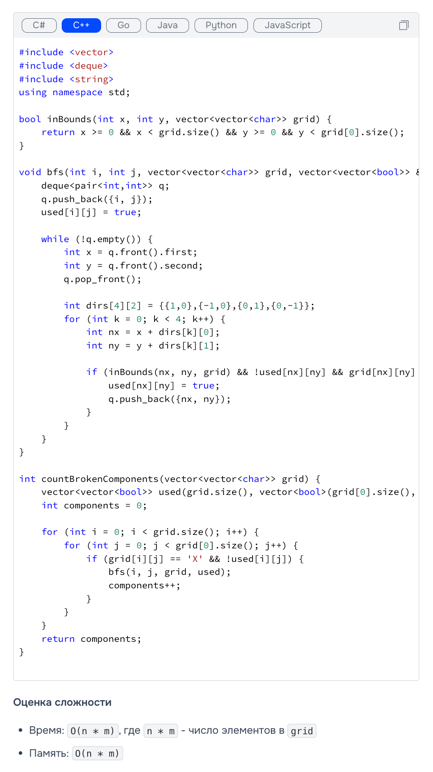 C#
C++
Go
Java
Python
JavaScript
#include <vector>
#include <deque>
#include <string>
using namespace std;

bool inBounds(int x, int y, vector<vector<char>> grid) {
    return x >= 0 && x < grid.size() && y >= 0 && y < grid[0].size();
}

void bfs(int i, int j, vector<vector<char>> grid, vector<vector<bool>> &
    deque<pair<int,int>> q;
    q.push_back({i, j});
    used[i][j] = true;

    while (!q.empty()) {
        int x = q.front().first;
        int y = q.front().second;
        q.pop_front();

        int dirs[4][2] = {{1,0},{-1,0},{0,1},{0,-1}};
        for (int k = 0; k < 4; k++) {
            int nx = x + dirs[k][0];
            int ny = y + dirs[k][1];

            if (inBounds(nx, ny, grid) && !used[nx][ny] && grid[nx][ny]
                used[nx][ny] = true;
                q.push_back({nx, ny});
            }
        }
    }
}

int countBrokenComponents(vector<vector<char>> grid) {
    vector<vector<bool>> used(grid.size(), vector<bool>(grid[0].size(),
    int components = 0;

    for (int i = 0; i < grid.size(); i++) {
        for (int j = 0; j < grid[0].size(); j++) {
            if (grid[i][j] == 'X' && !used[i][j]) {
                bfs(i, j, grid, used);
                components++;
            }
        }
    }
    return components;
}
Оценка сложности
• Время: O(n * m), где n * m - число элементов в grid
• Память: O(n * m)